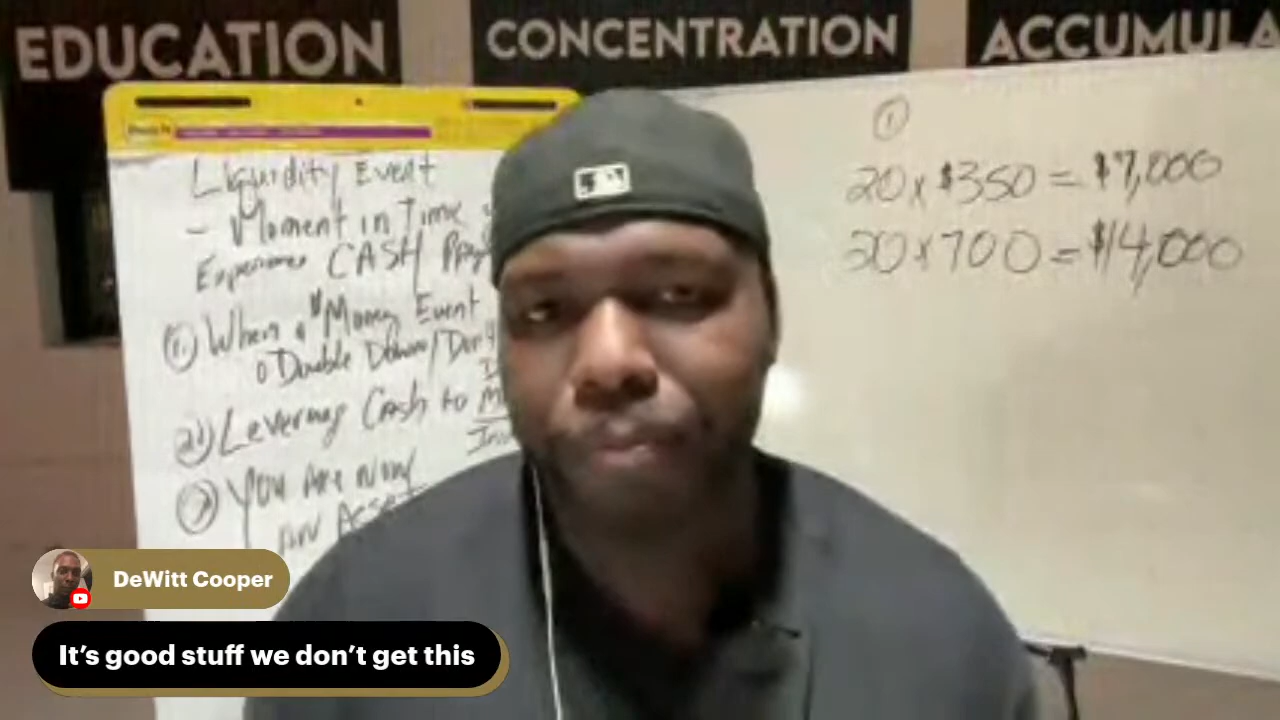 EDUCATION
CONCENTRATION
ACCUMULA
Liquidity Event
- Moment in Time
Experience CASH
① When a "Money Event
o Double Down/Don't
② Leverage Cash to
③ You Are Now
An Asset
①
20 x $350 = $7,000
20 x 700 = $14,000
DeWitt Cooper
It's good stuff we don't get this